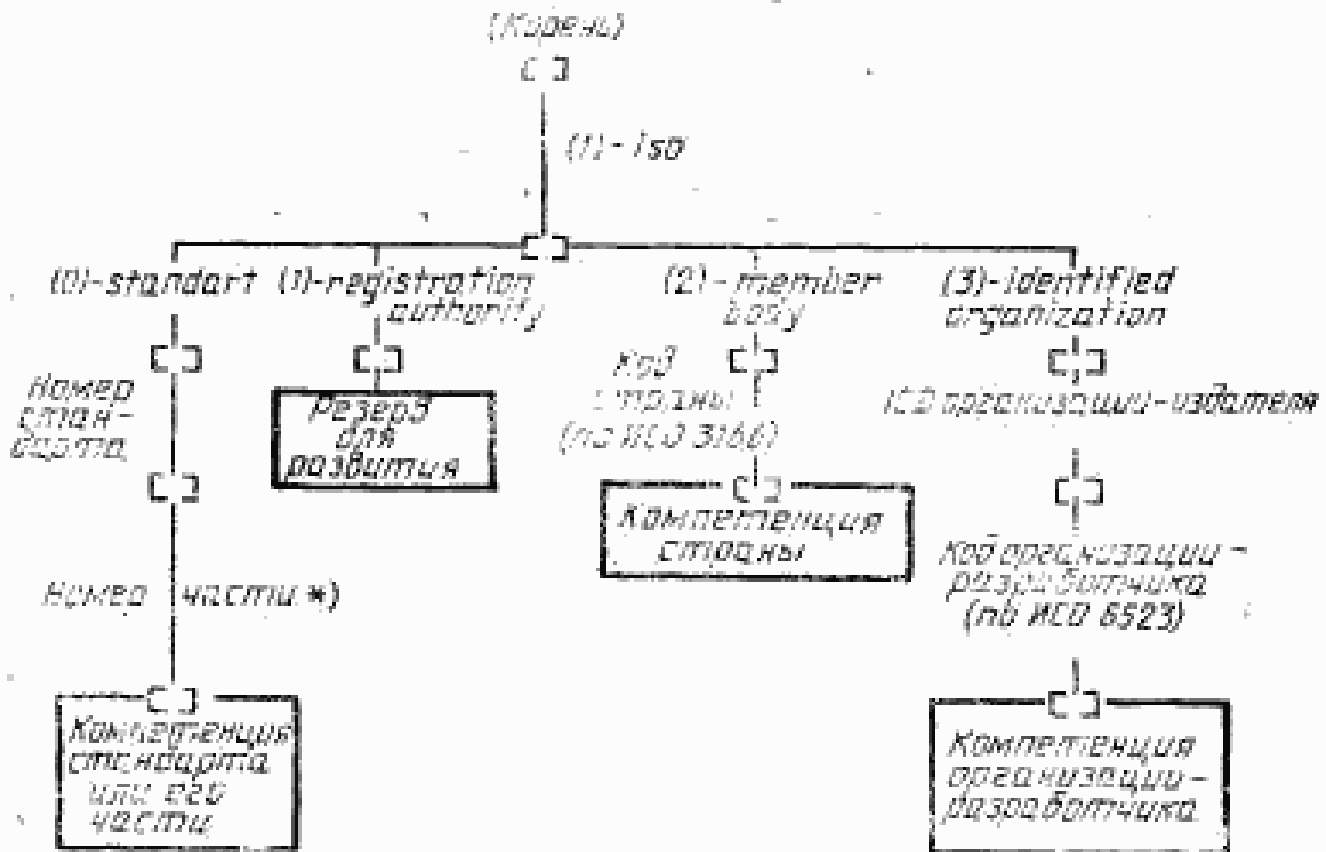 (Корень)
(1)-iso
(0)-standart
(1)-registration
authority
(2)-member
body
(3)-identified
organization
Номер
стан-
дарта
Резерв
для
развития
Код
страны
(по ИСО 3166)
ICD организации-издателя
Компетенция
страны
Номер части *)
Код организации-
разработчика
(по ИСО 6523)
Компетенция
стандарта
или его
части
Компетенция
организации-
разработчика